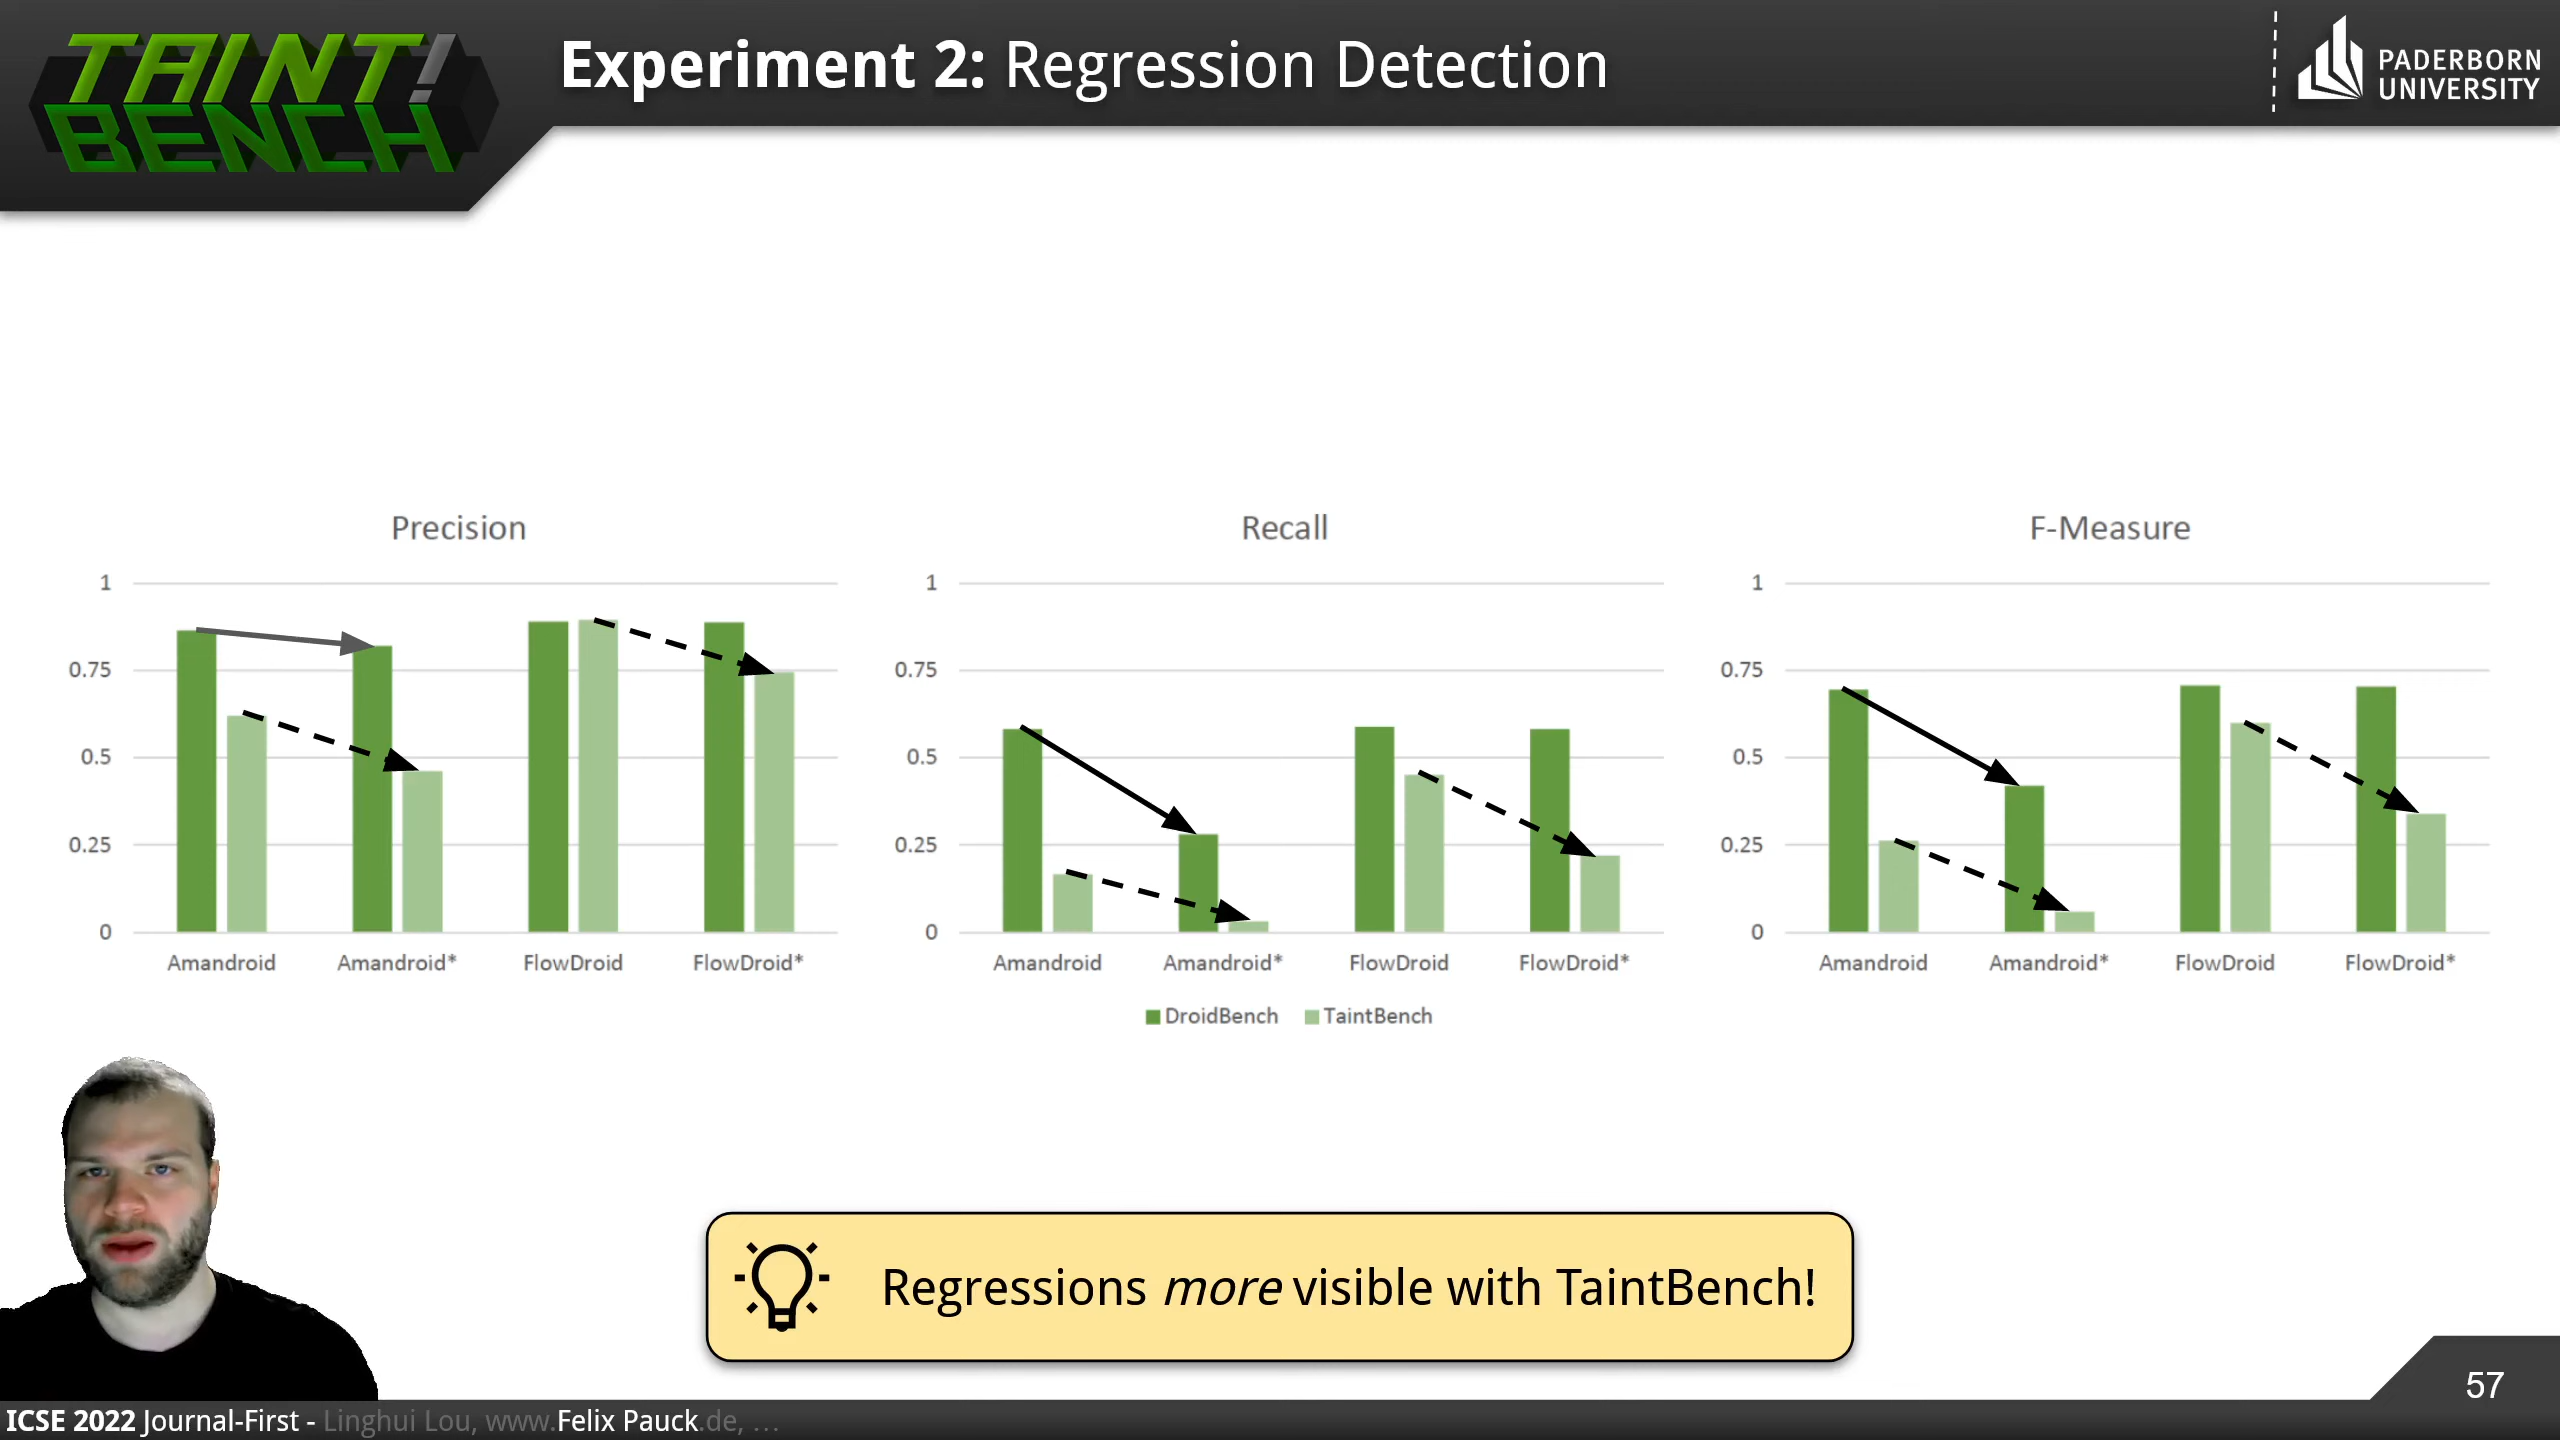 TAINT!
BENCH
Experiment 2: Regression Detection
PADERBORN
UNIVERSITY
Precision
1
0.75
0.5
0.25
0
Amandroid Amandroid* FlowDroid FlowDroid*
Recall
1
0.75
0.5
0.25
0
Amandroid Amandroid* FlowDroid FlowDroid*
F-Measure
1
0.75
0.5
0.25
0
Amandroid Amandroid* FlowDroid FlowDroid*
DroidBench TaintBench
Regressions more visible with TaintBench!
57
ICSE 2022 Journal-First - Linghui Lou, www.Felix Pauck.de, ...